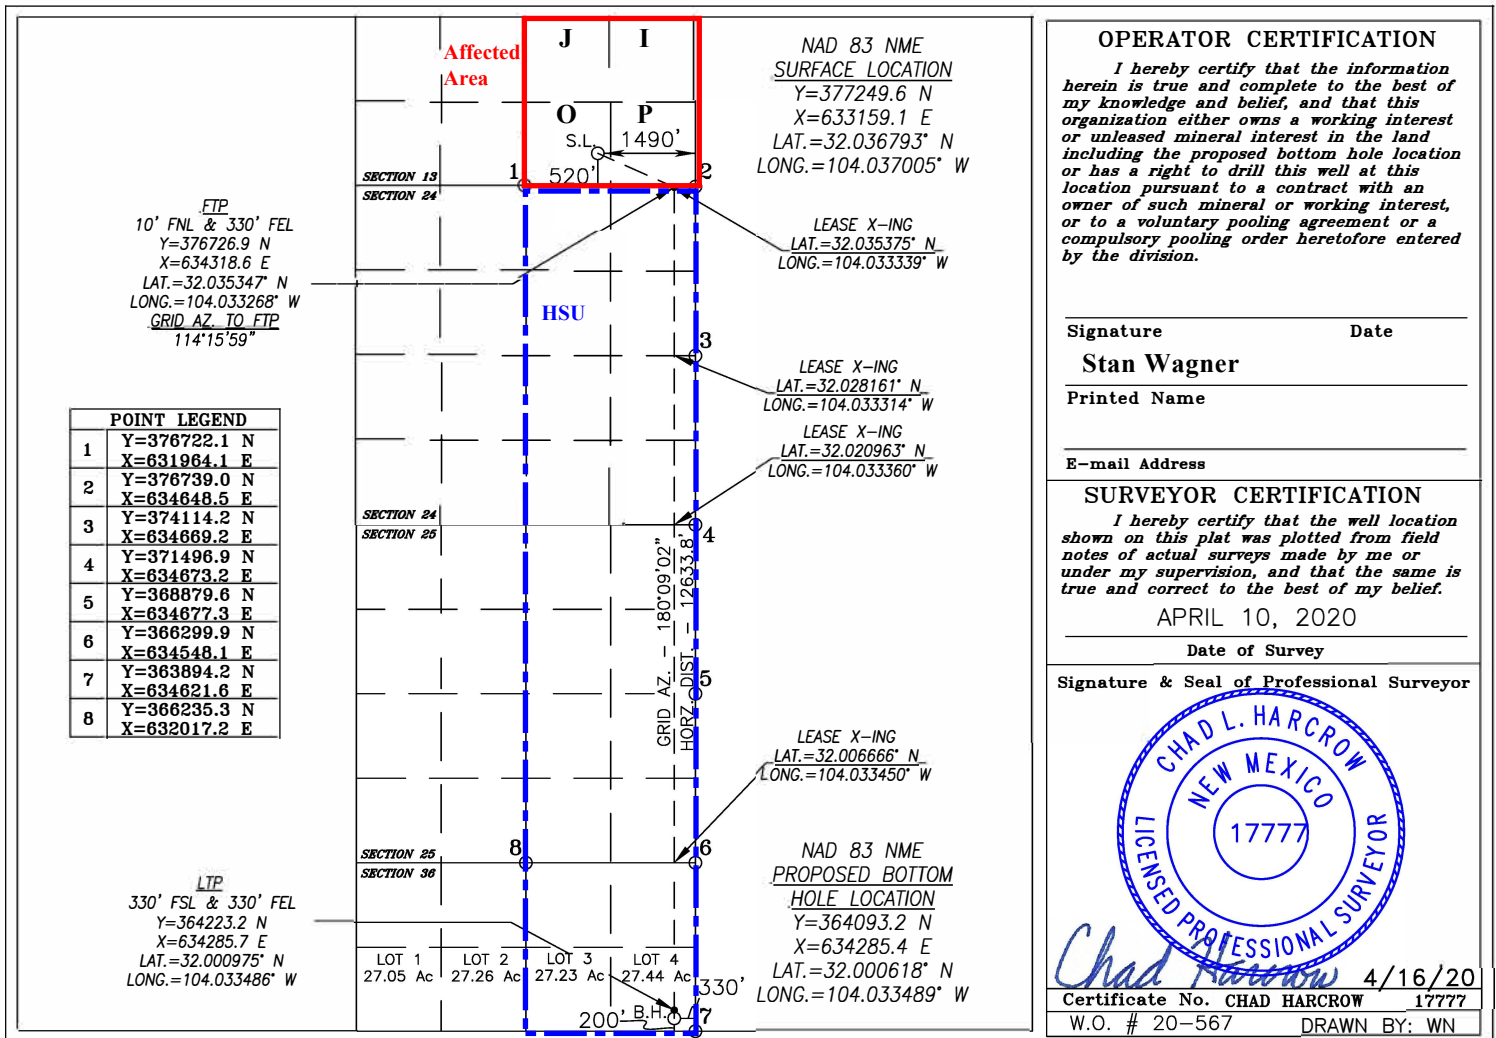 J I
Affected
Area
O P
S.L. 1490'
520'
1 2
SECTION 13
SECTION 24
NAD 83 NME
SURFACE LOCATION
Y=377249.6 N
X=633159.1 E
LAT.=32.036793° N
LONG.=104.037005° W
FTP
10' FNL & 330' FEL
Y=376726.9 N
X=634318.6 E
LAT.=32.035347° N
LONG.=104.033268° W
GRID AZ. TO FTP
114°15'59"
LEASE X-ING
LAT.=32.035375° N
LONG.=104.033339° W
HSU
3
LEASE X-ING
LAT.=32.028161° N
LONG.=104.033314° W
LEASE X-ING
LAT.=32.020963° N
LONG.=104.033360° W
POINT LEGEND
1 Y=376722.1 N
X=631964.1 E
2 Y=376739.0 N
X=634648.5 E
3 Y=374114.2 N
X=634669.2 E
4 Y=371496.9 N
X=634673.2 E
5 Y=368879.6 N
X=634677.3 E
6 Y=366299.9 N
X=634548.1 E
7 Y=363894.2 N
X=634621.6 E
8 Y=366235.3 N
X=632017.2 E
SECTION 24
SECTION 25
4
GRID AZ. - 180°09'02"
HORZ. DIST. - 12633.8'
5
LEASE X-ING
LAT.=32.006666° N
LONG.=104.033450° W
SECTION 25
SECTION 36
8 6
LTP
330' FSL & 330' FEL
Y=364223.2 N
X=634285.7 E
LAT.=32.000975° N
LONG.=104.033486° W
NAD 83 NME
PROPOSED BOTTOM
HOLE LOCATION
Y=364093.2 N
X=634285.4 E
LAT.=32.000618° N
LONG.=104.033489° W
LOT 1 LOT 2 LOT 3 LOT 4
27.05 Ac 27.26 Ac 27.23 Ac 27.44 Ac
330'
200' B.H. 7
OPERATOR CERTIFICATION
I hereby certify that the information
herein is true and complete to the best of
my knowledge and belief, and that this
organization either owns a working interest
or unleased mineral interest in the land
including the proposed bottom hole location
or has a right to drill this well at this
location pursuant to a contract with an
owner of such mineral or working interest,
or to a voluntary pooling agreement or a
compulsory pooling order heretofore entered
by the division.
Signature Date
Stan Wagner
Printed Name
E-mail Address
SURVEYOR CERTIFICATION
I hereby certify that the well location
shown on this plat was plotted from field
notes of actual surveys made by me or
under my supervision, and that the same is
true and correct to the best of my belief.
APRIL 10, 2020
Date of Survey
Signature & Seal of Professional Surveyor
CHAD L. HARCROW
NEW MEXICO
17777
LICENSED PROFESSIONAL SURVEYOR
Chad Harcrow 4/16/20
Certificate No. CHAD HARCROW 17777
W.O. # 20-567 DRAWN BY: WN